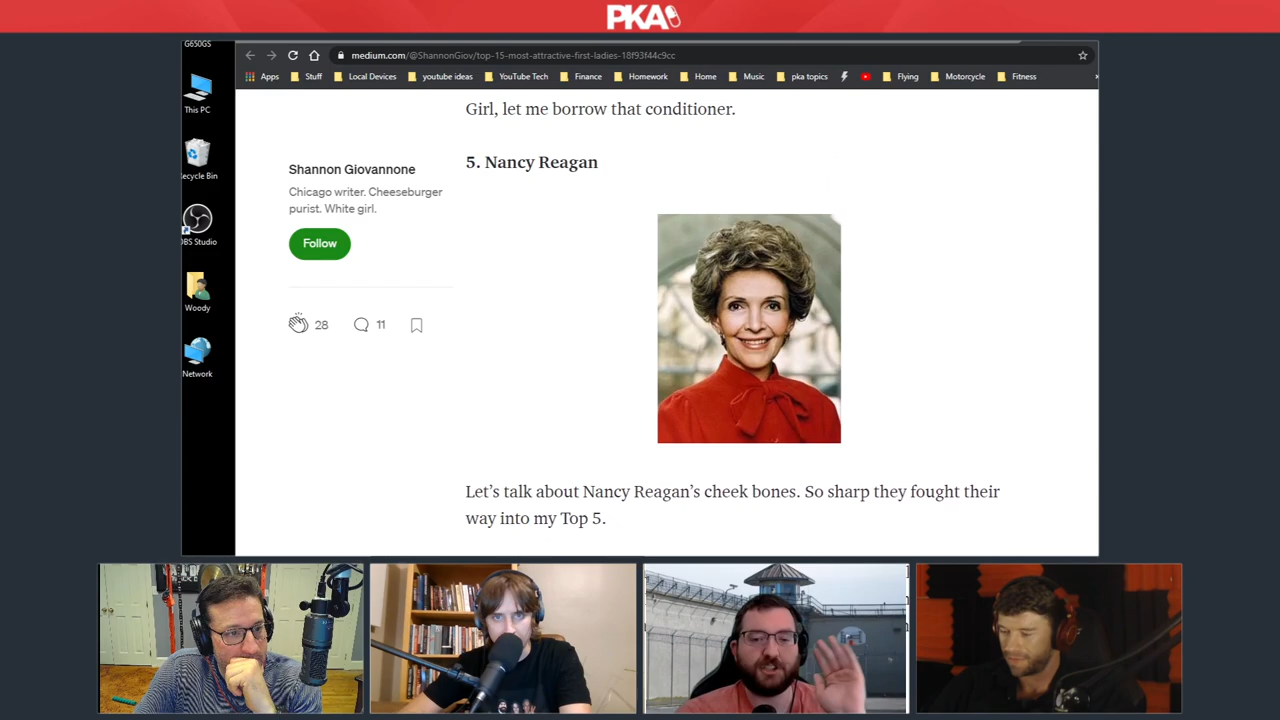 PKA
G650GS
medium.com/@ShannonGiov/top-15-most-attractive-first-ladies-18f93f44c9cc
Apps Stuff Local Devices youtube ideas YouTube Tech Finance Homework Home Music pka topics Flying Motorcycle Fitness
This PC
ecycle Bin
BS Studio
Woody
Network
Girl, let me borrow that conditioner.
5. Nancy Reagan
Shannon Giovannone
Chicago writer. Cheeseburger
purist. White girl.
Follow
28 11
Let's talk about Nancy Reagan's cheek bones. So sharp they fought their
way into my Top 5.